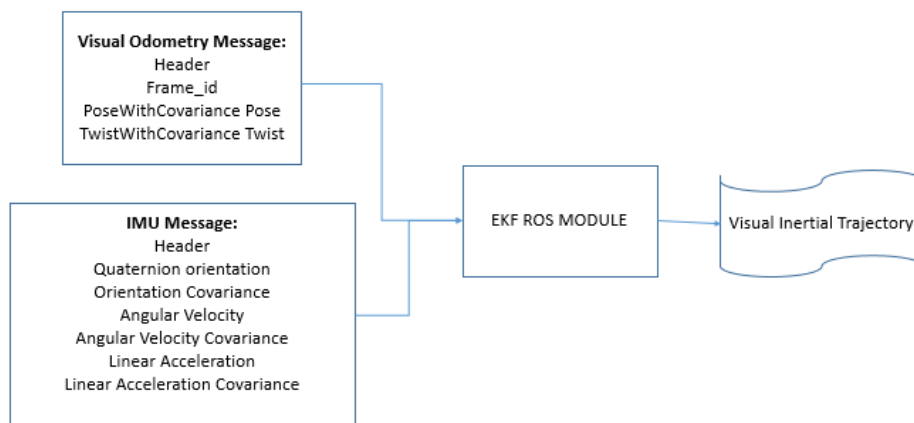 Visual Odometry Message:
Header
Frame_id
PoseWithCovariance Pose
TwistWithCovariance Twist
IMU Message:
Header
Quaternion orientation
Orientation Covariance
Angular Velocity
Angular Velocity Covariance
Linear Acceleration
Linear Acceleration Covariance
EKF ROS MODULE
Visual Inertial Trajectory